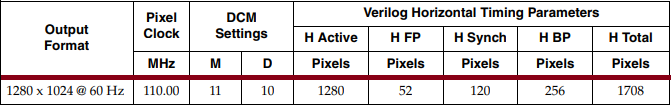 Output Format Pixel Clock DCM Settings Verilog Horizontal Timing Parameters
H Active H FP H Synch H BP H Total
MHz M D Pixels Pixels Pixels Pixels Pixels
1280 x 1024 @ 60 Hz 110.00 11 10 1280 52 120 256 1708